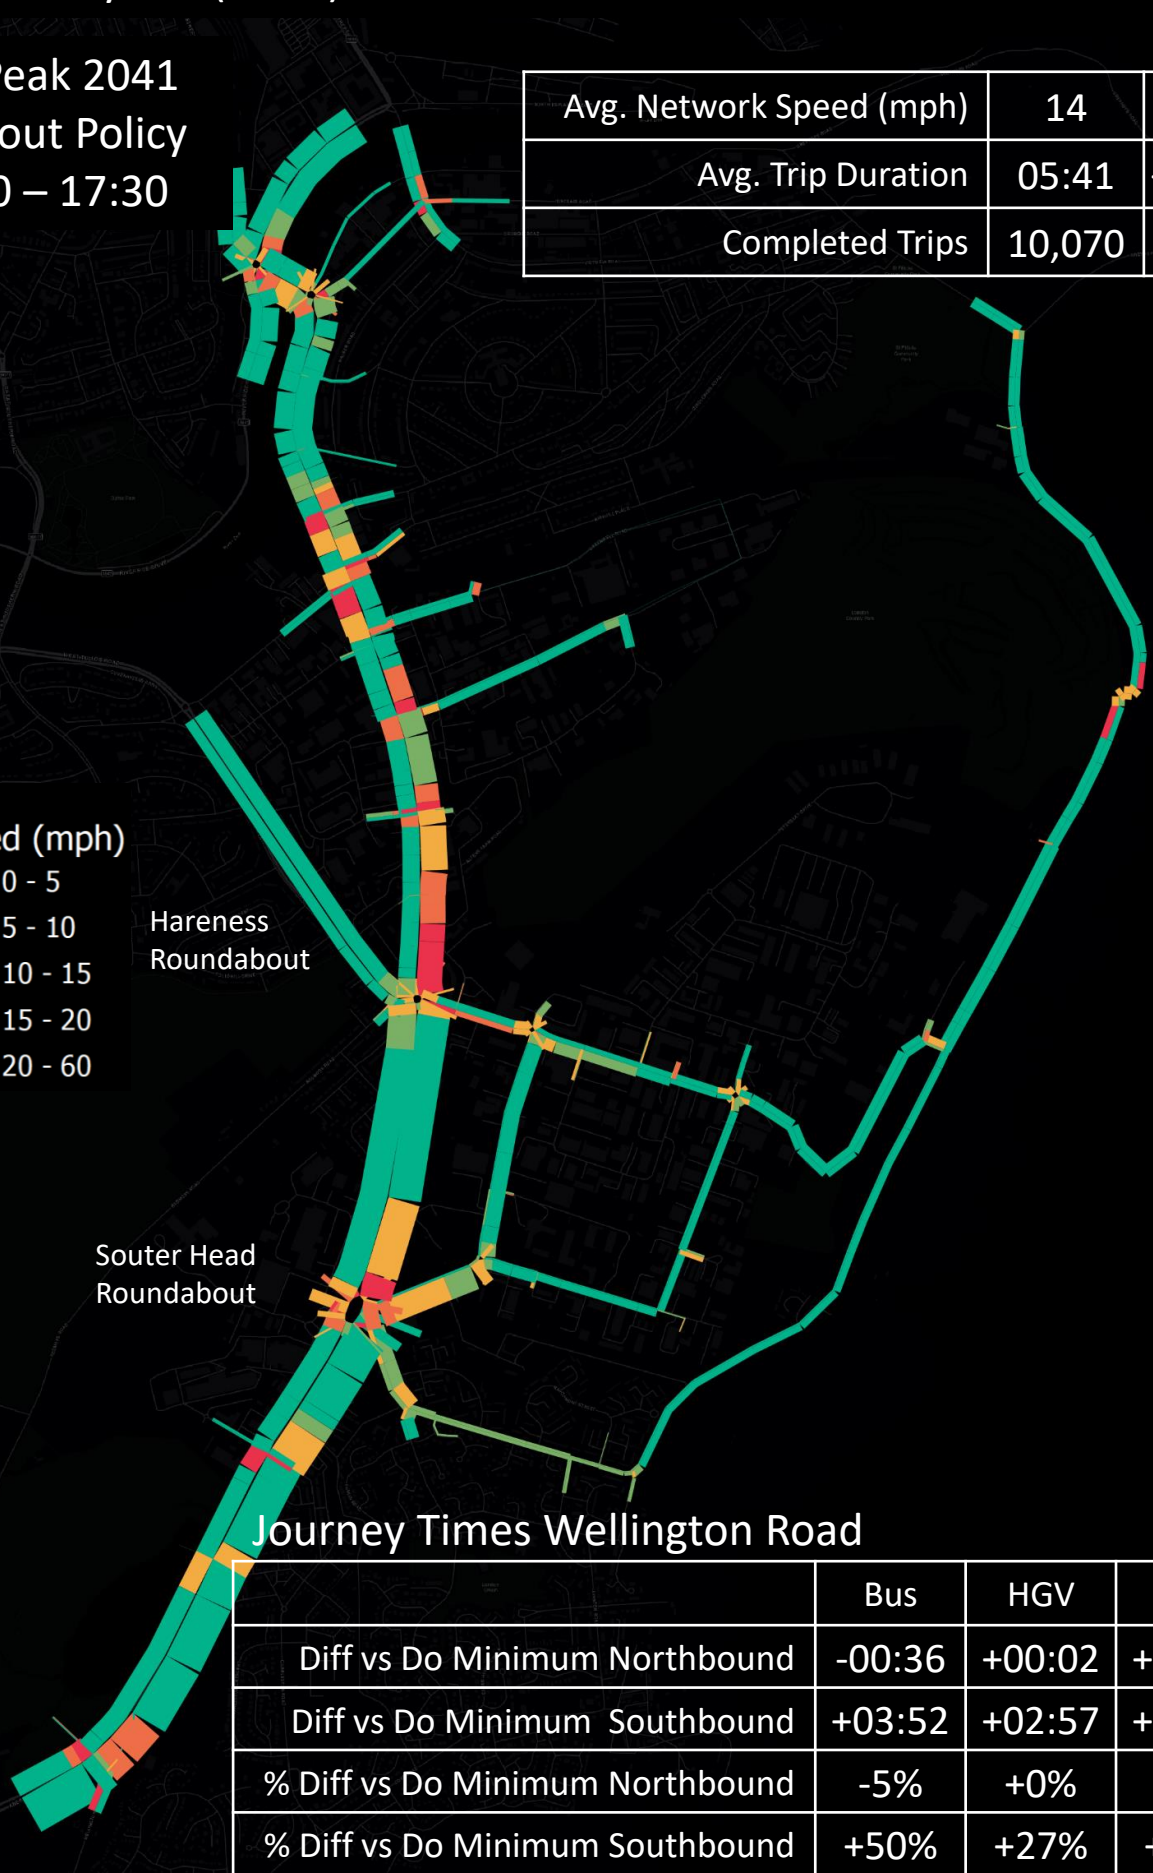 Peak 2041
out Policy
0 – 17:30
Avg. Network Speed (mph) 14
Avg. Trip Duration 05:41
Completed Trips 10,070
ed (mph)
0 - 5
5 - 10
10 - 15
15 - 20
20 - 60
Hareness
Roundabout
Souter Head
Roundabout
Journey Times Wellington Road
Bus HGV
Diff vs Do Minimum Northbound -00:36 +00:02 +
Diff vs Do Minimum Southbound +03:52 +02:57 +
% Diff vs Do Minimum Northbound -5% +0%
% Diff vs Do Minimum Southbound +50% +27%